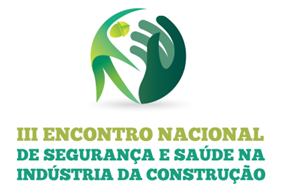 III ENCONTRO NACIONAL
DE SEGURANÇA E SAÚDE NA
INDÚSTRIA DA CONSTRUÇÃO